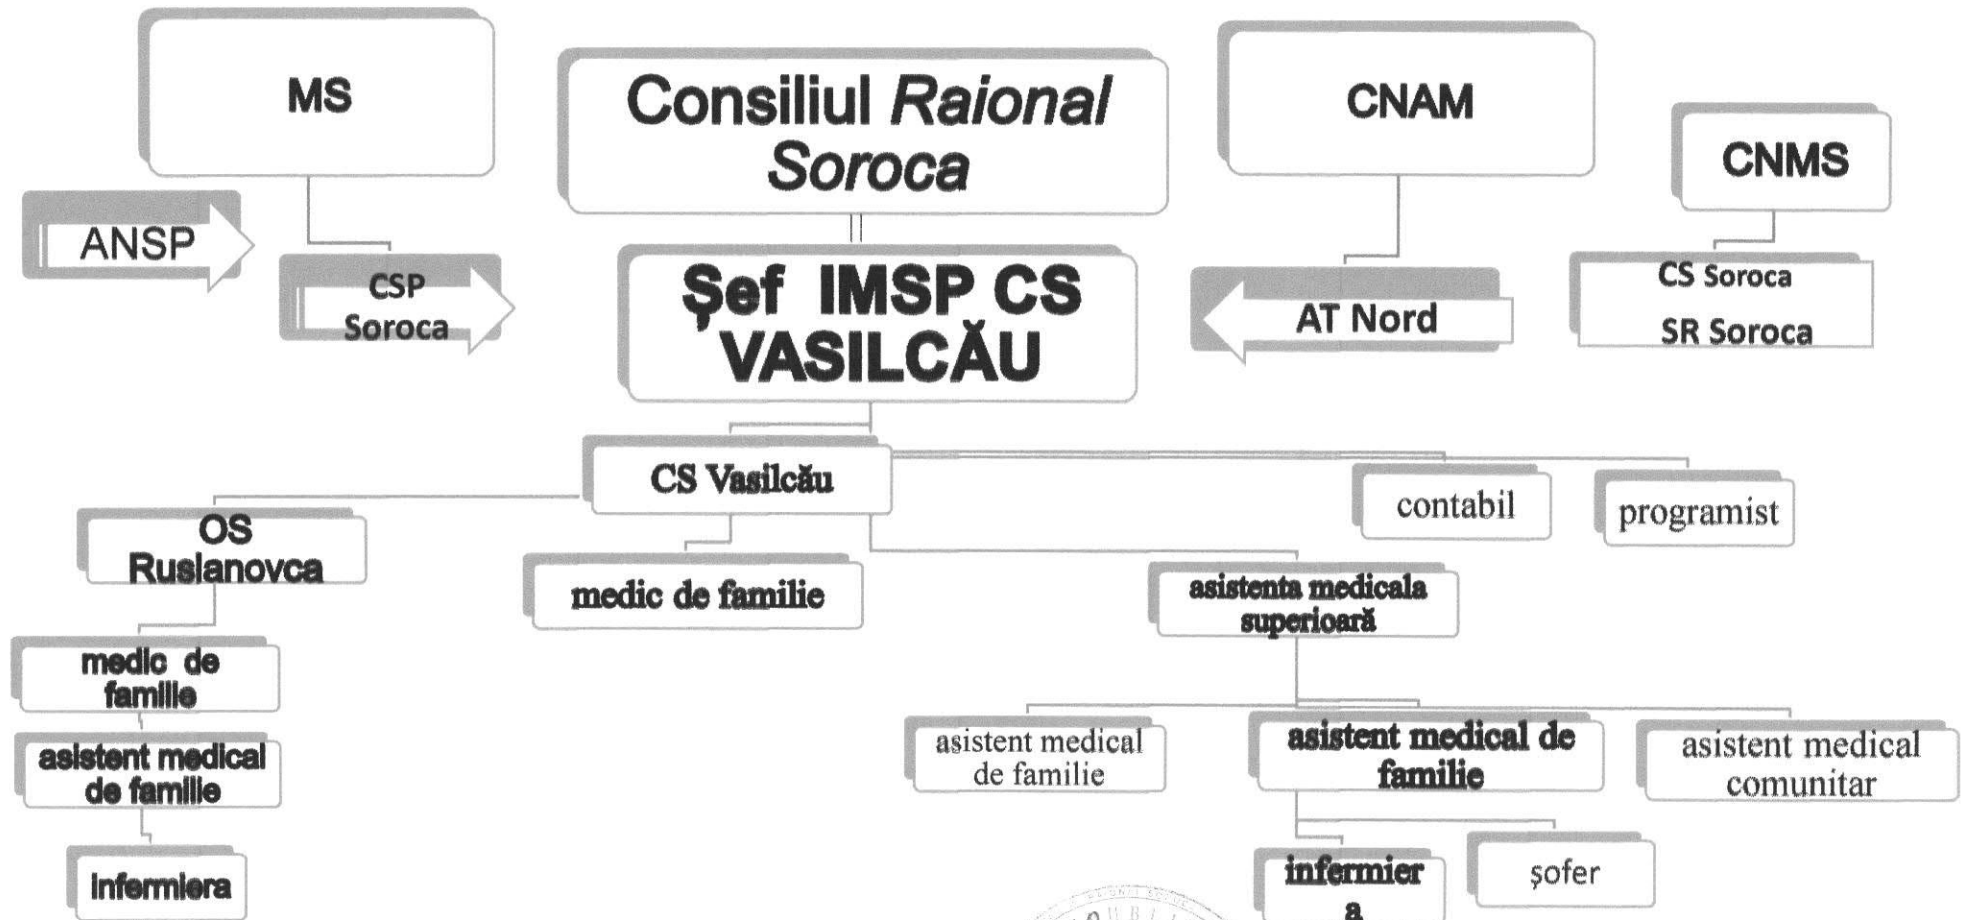 MS
Consiliul Raional
Soroca
CNAM
CNMS
ANSP
CSP
Soroca
Șef IMSP CS
VASILCĂU
AT Nord
CS Soroca
SR Soroca
CS Vasilcău
contabil
programist
OS
Ruslanovca
medic de familie
asistenta medicala
superioară
medic de
familie
asistent medical
de familie
infermiera
asistent medical
de familie
asistent medical de
familie
asistent medical
comunitar
infermier
a
șofer